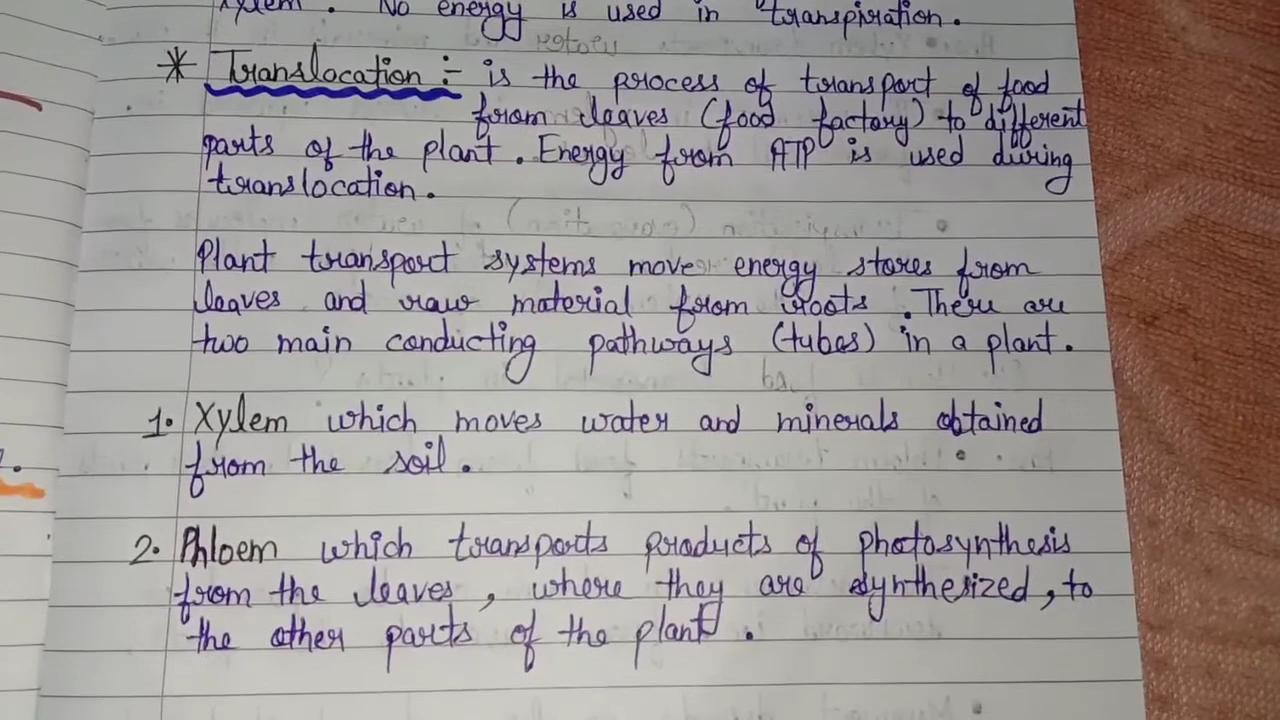 xylem. No energy is used in transpiration.
* Translocation :- is the process of transport of food
from leaves (food factory) to different
parts of the plant. Energy from ATP is used during
translocation.
Plant transport systems move energy stores from
leaves and raw material from roots. There are
two main conducting pathways (tubes) in a plant.
1. Xylem which moves water and minerals obtained
from the soil.
2. Phloem which transports products of photosynthesis
from the leaves, where they are synthesized, to
the other parts of the plant.